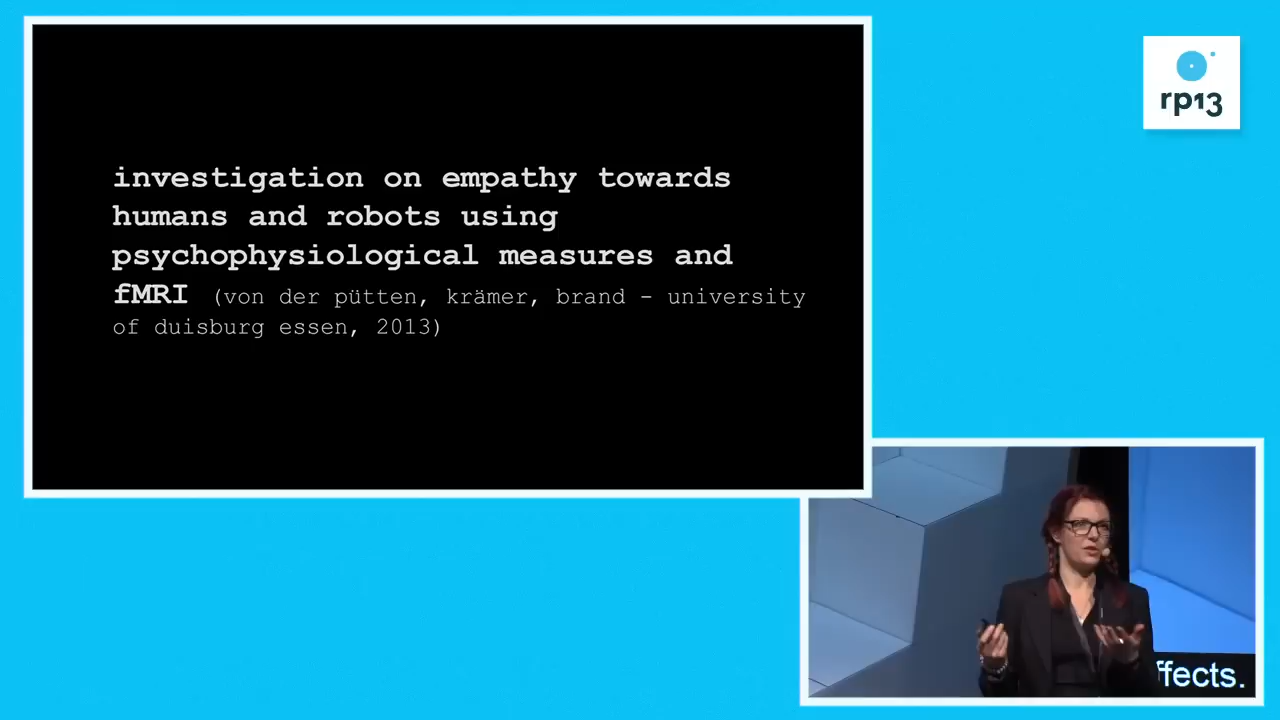 investigation on empathy towards
humans and robots using
psychophysiological measures and
fMRI (von der pütten, krämer, brand – university
of duisburg essen, 2013)
rp13
ffects.